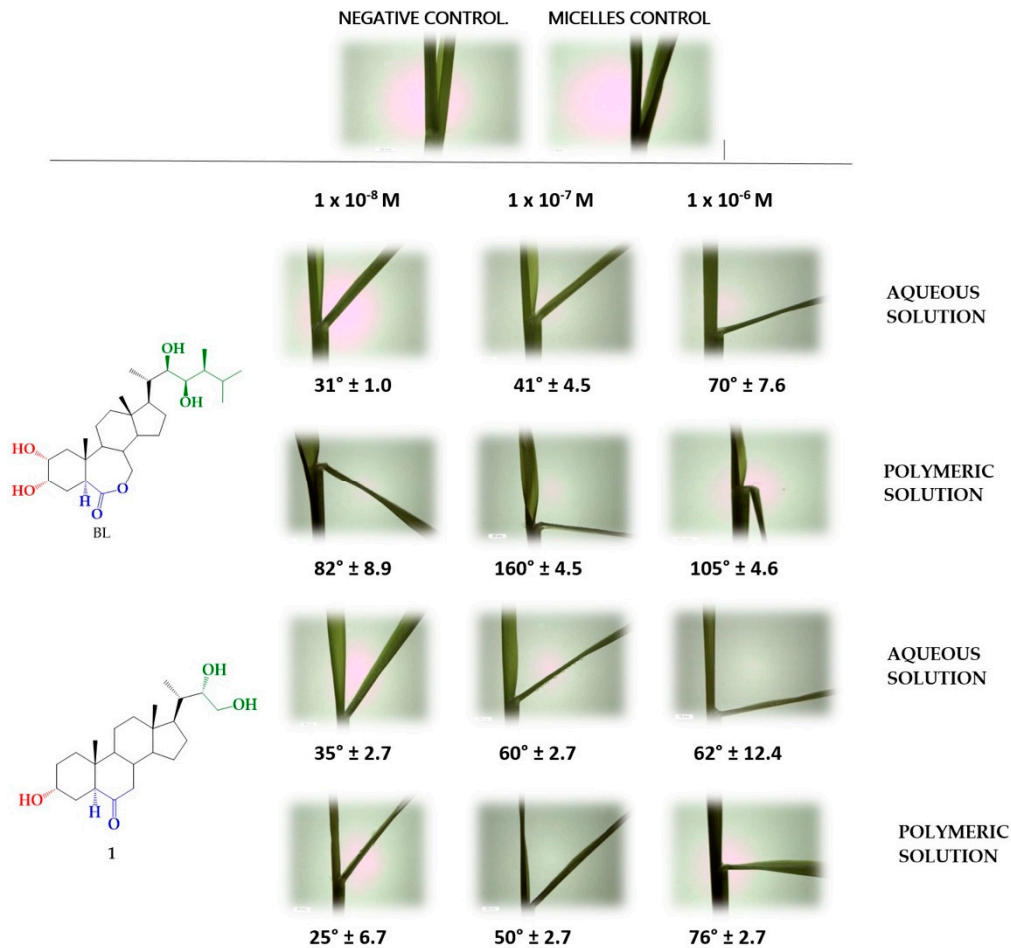 NEGATIVE CONTROL. MICELLES CONTROL
1 x 10⁻⁸ M 1 x 10⁻⁷ M 1 x 10⁻⁶ M
AQUEOUS
SOLUTION
31° ± 1.0 41° ± 4.5 70° ± 7.6
OH
OH
HO
HO
H
O
O
BL
POLYMERIC
SOLUTION
82° ± 8.9 160° ± 4.5 105° ± 4.6
AQUEOUS
SOLUTION
35° ± 2.7 60° ± 2.7 62° ± 12.4
OH
OH
HO
H
O
1
POLYMERIC
SOLUTION
25° ± 6.7 50° ± 2.7 76° ± 2.7